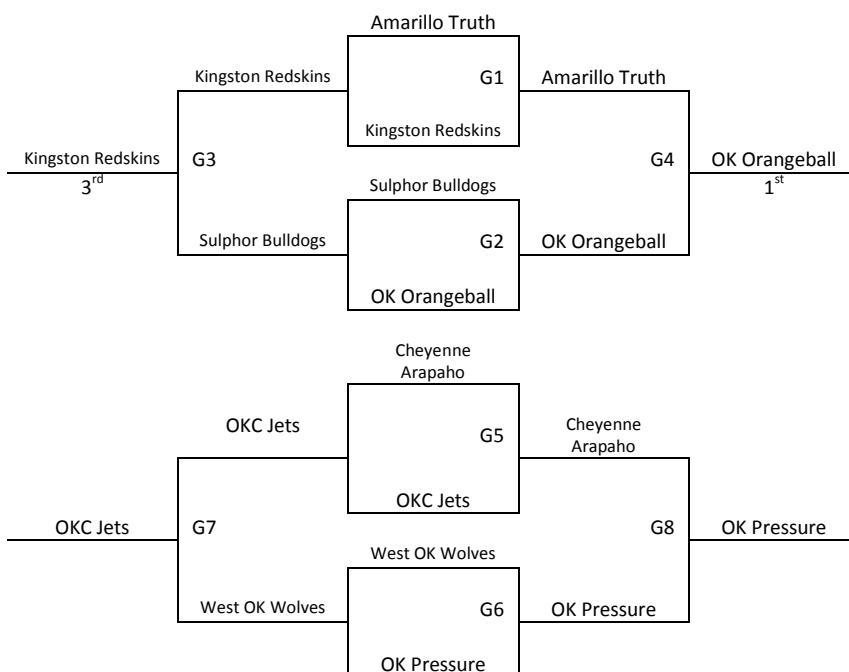 Amarillo Truth
Kingston Redskins
G1
Amarillo Truth
Kingston Redskins
Kingston Redskins
3rd
G3
G4
OK Orangeball
1st
Sulphor Bulldogs
Sulphor Bulldogs
G2
OK Orangeball
OK Orangeball
Cheyenne
Arapaho
OKC Jets
G5
Cheyenne
Arapaho
OKC Jets
OKC Jets
G7
G8
OK Pressure
West OK Wolves
West OK Wolves
G6
OK Pressure
OK Pressure